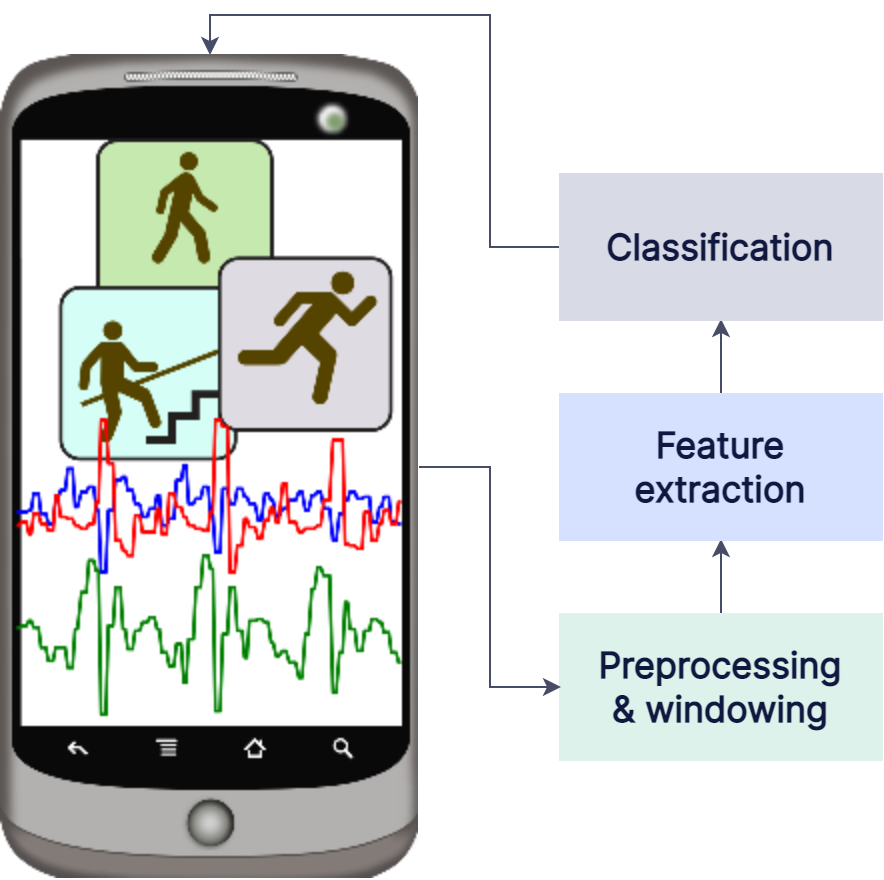 Classification
Feature
extraction
Preprocessing
& windowing